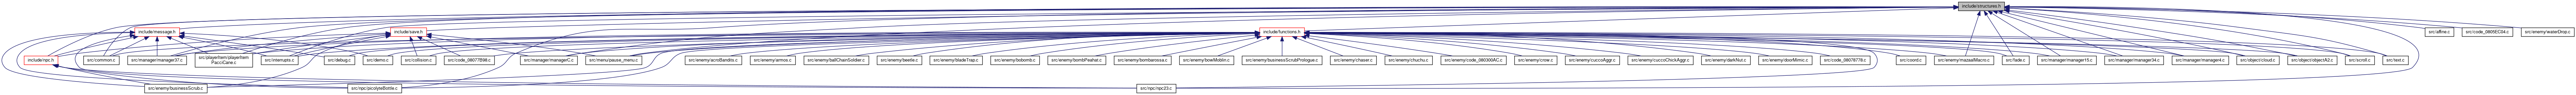 include/structures.h
include/message.h
include/save.h
include/functions.h
src/affine.c
src/code_0805EC04.c
src/enemy/waterDrop.c
include/npc.h
src/common.c
src/manager/manager37.c
src/playerItem/playerItem
PacciCane.c
src/interrupts.c
src/debug.c
src/demo.c
src/collision.c
src/code_08077B98.c
src/manager/managerC.c
src/menu/pause_menu.c
src/enemy/acroBandits.c
src/enemy/armos.c
src/enemy/ballChainSoldier.c
src/enemy/beetle.c
src/enemy/bladeTrap.c
src/enemy/bobomb.c
src/enemy/bombPeahat.c
src/enemy/bombarossa.c
src/enemy/bowMoblin.c
src/enemy/businessScrubPrologue.c
src/enemy/chaser.c
src/enemy/chuchu.c
src/enemy/code_080300AC.c
src/enemy/crow.c
src/enemy/cuccoAggr.c
src/enemy/cuccoChickAggr.c
src/enemy/darkNut.c
src/enemy/doorMimic.c
src/code_08078778.c
src/coord.c
src/enemy/mazaalMacro.c
src/fade.c
src/manager/manager15.c
src/manager/manager34.c
src/manager/manager4.c
src/object/cloud.c
src/object/objectA2.c
src/scroll.c
src/text.c
src/enemy/businessScrub.c
src/npc/picolyteBottle.c
src/npc/npc23.c